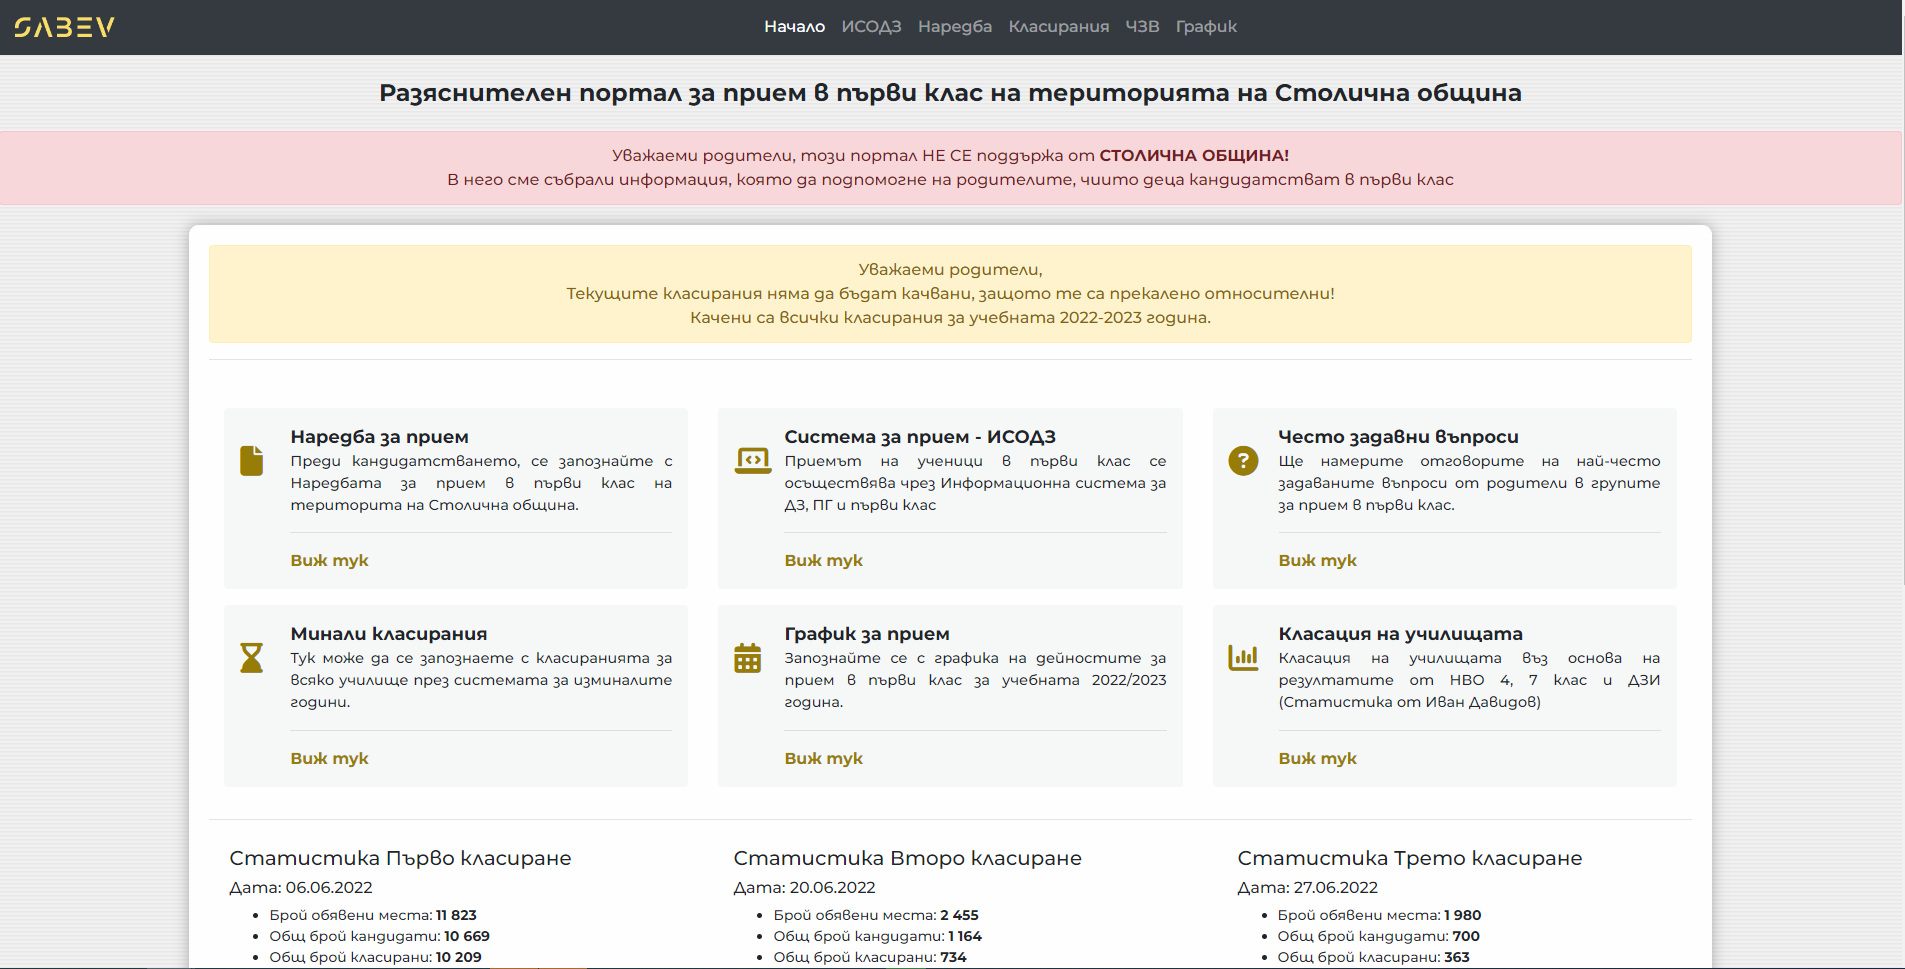 SABEV
Начало ИСОДЗ Наредба Класирания ЧЗВ График
Разяснителен портал за прием в първи клас на територията на Столична община
Уважаеми родители, този портал НЕ СЕ поддържа от СТОЛИЧНА ОБЩИНА!
В него сме събрали информация, която да подпомогне на родителите, чиито деца кандидатстват в първи клас
Уважаеми родители,
Текущите класирания няма да бъдат качвани, защото те са прекалено относителни!
Качени са всички класирания за учебната 2022-2023 година.
Наредба за прием
Преди кандидатстването, се запознайте с
Наредбата за прием в първи клас на
територита на Столична община.
Виж тук
Система за прием - ИСОДЗ
Приемът на ученици в първи клас се
осъществява чрез Информационна система за
ДЗ, ПГ и първи клас
Виж тук
Често задавни въпроси
Ще намерите отговорите на най-често
задаваните въпроси от родители в групите
за прием в първи клас.
Виж тук
Минали класирания
Тук може да се запознаете с класиранията за
всяко училище през системата за изминалите
години.
Виж тук
График за прием
Запознайте се с графика на дейностите за
прием в първи клас за учебната 2022/2023
година.
Виж тук
Класация на училищата
Класация на училищата въз основа на
резултатите от НВО 4, 7 клас и ДЗИ
(Статистика от Иван Давидов)
Виж тук
Статистика Първо класиране
Дата: 06.06.2022
• Брой обявени места: 11 823
• Общ брой кандидати: 10 669
• Общ брой класирани: 10 209
Статистика Второ класиране
Дата: 20.06.2022
• Брой обявени места: 2 455
• Общ брой кандидати: 1 164
• Общ брой класирани: 734
Статистика Трето класиране
Дата: 27.06.2022
• Брой обявени места: 1 980
• Общ брой кандидати: 700
• Общ брой класирани: 363